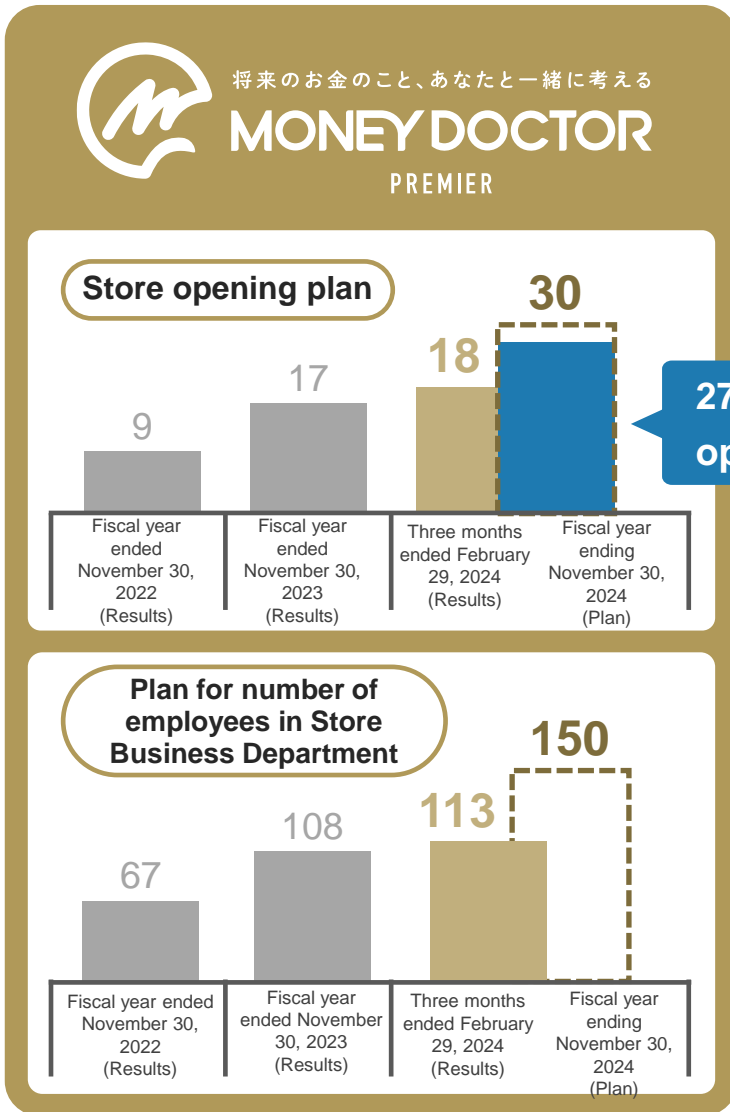 将来のお金のこと、あなたと一緒に考える
MONEY DOCTOR
PREMIER
Store opening plan
30
18
17
9
27
op
Fiscal year
ended
November 30,
2022
(Results)
Fiscal year
ended
November 30,
2023
(Results)
Three months
ended February
29, 2024
(Results)
Fiscal year
ending
November 30,
2024
(Plan)
Plan for number of
employees in Store
Business Department
150
113
108
67
Fiscal year ended
November 30,
2022
(Results)
Fiscal year
ended November
30, 2023
(Results)
Three months
ended February
29, 2024
(Results)
Fiscal year
ending
November 30,
2024
(Plan)